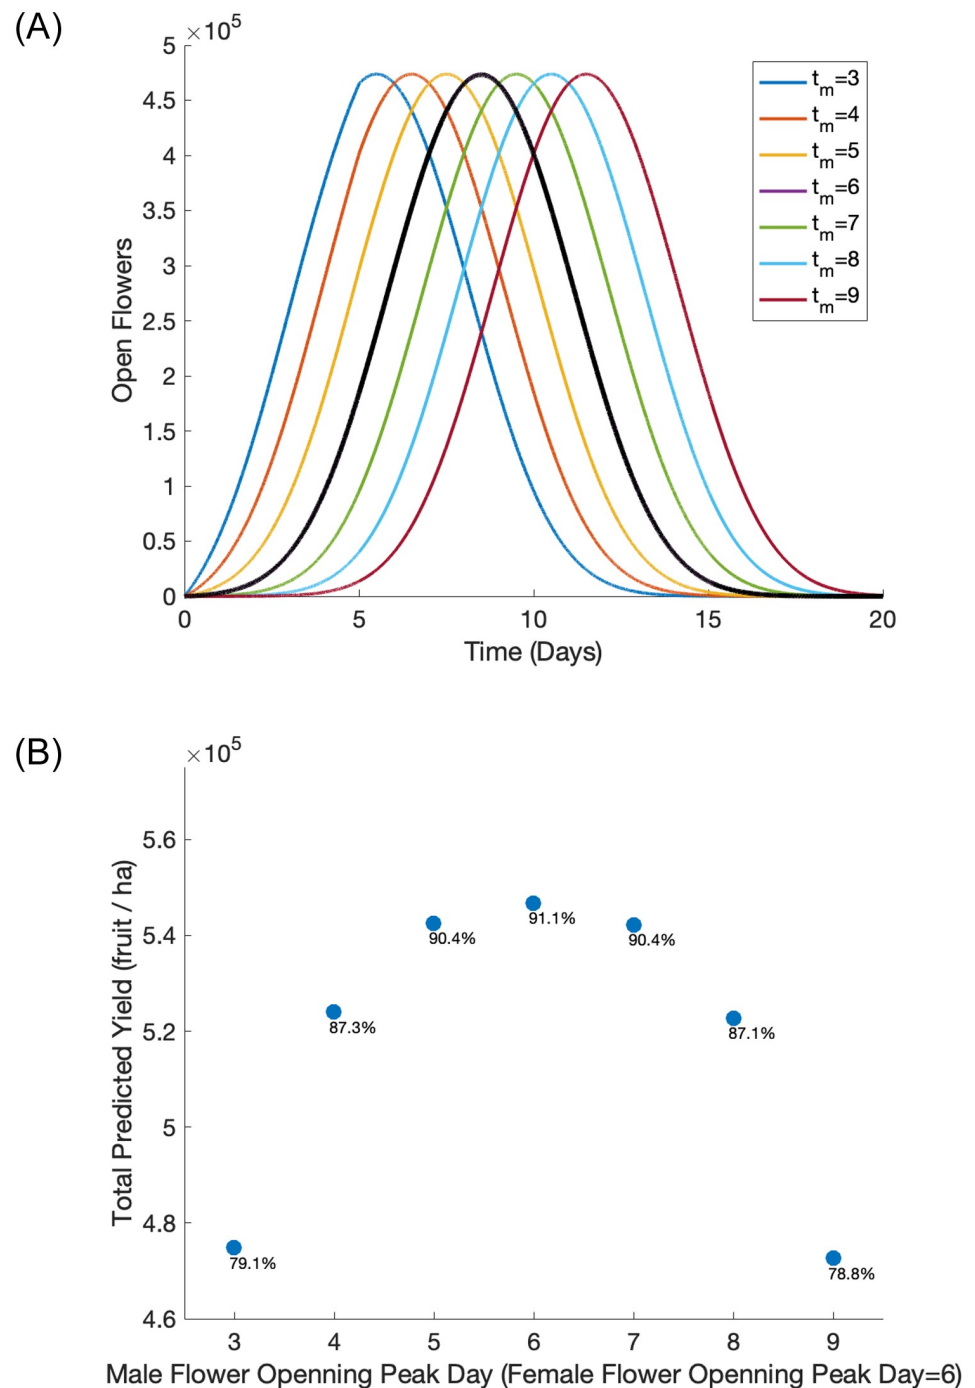 (A)
×10^5
5
4.5
4
3.5
3
2.5
2
1.5
1
0.5
0
Open Flowers
0 5 10 15 20
Time (Days)
t_m=3
t_m=4
t_m=5
t_m=6
t_m=7
t_m=8
t_m=9
(B)
×10^5
5.6
5.4
5.2
5
4.8
4.6
Total Predicted Yield (fruit / ha)
79.1%
87.3%
90.4%
91.1%
90.4%
87.1%
78.8%
3 4 5 6 7 8 9
Male Flower Openning Peak Day (Female Flower Openning Peak Day=6)